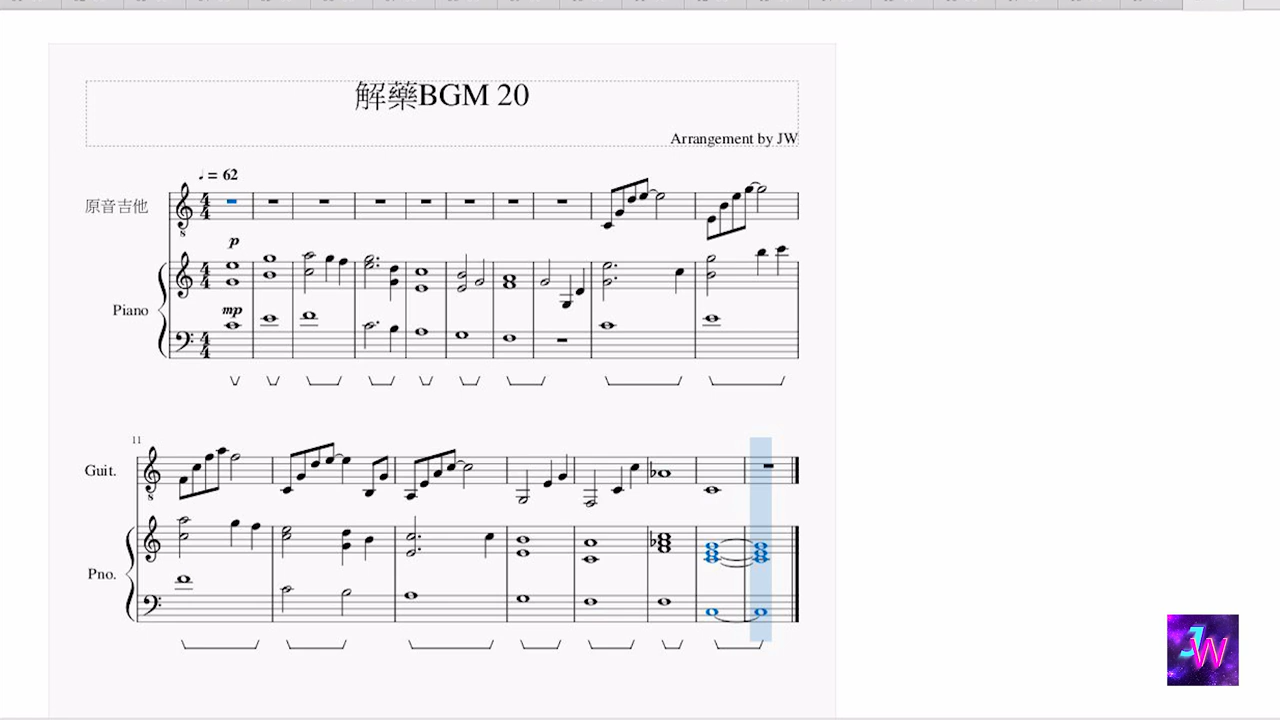 解藥BGM 20
Arrangement by JW
♩. = 62
原音吉他
p
Piano
mp
11
Guit.
Pno.
JW